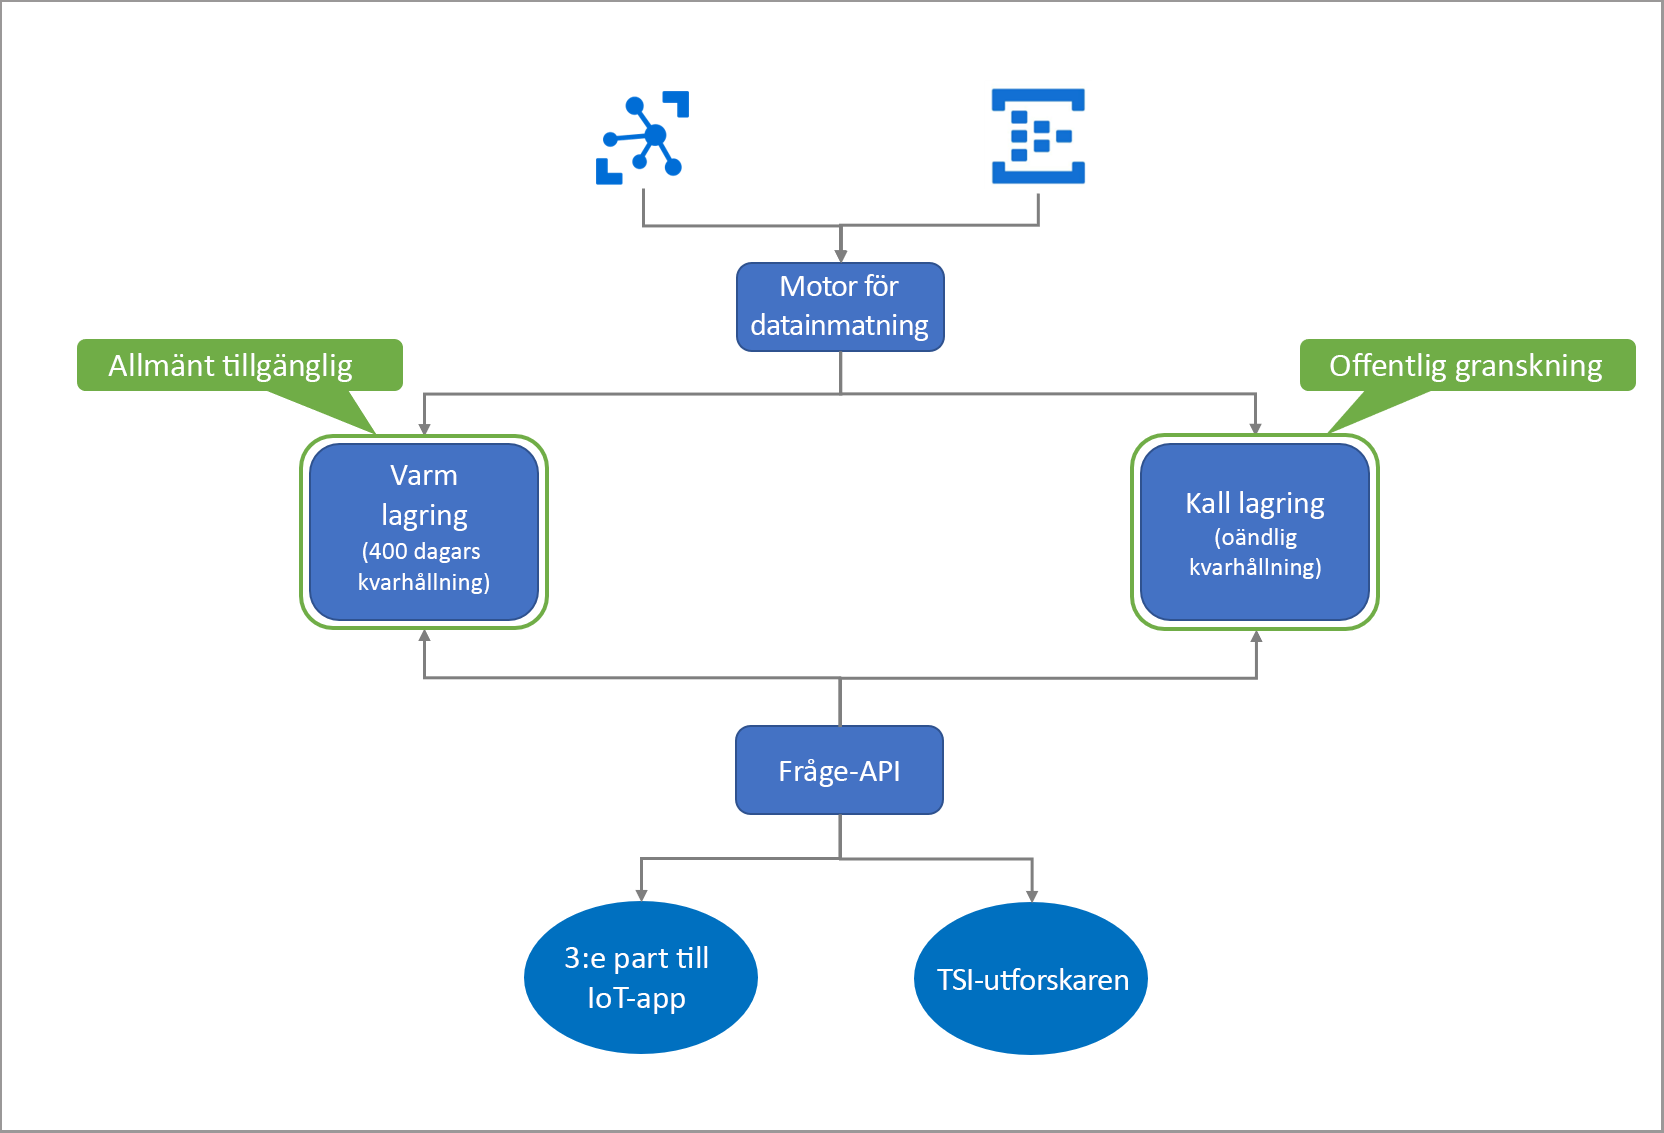 Motor för
datainmatning
Allmänt tillgänglig
Offentlig granskning
Varm
lagring
(400 dagars
kvarhållning)
Kall lagring
(oändlig
kvarhållning)
Fråge-API
3:e part till
IoT-app
TSI-utforskaren